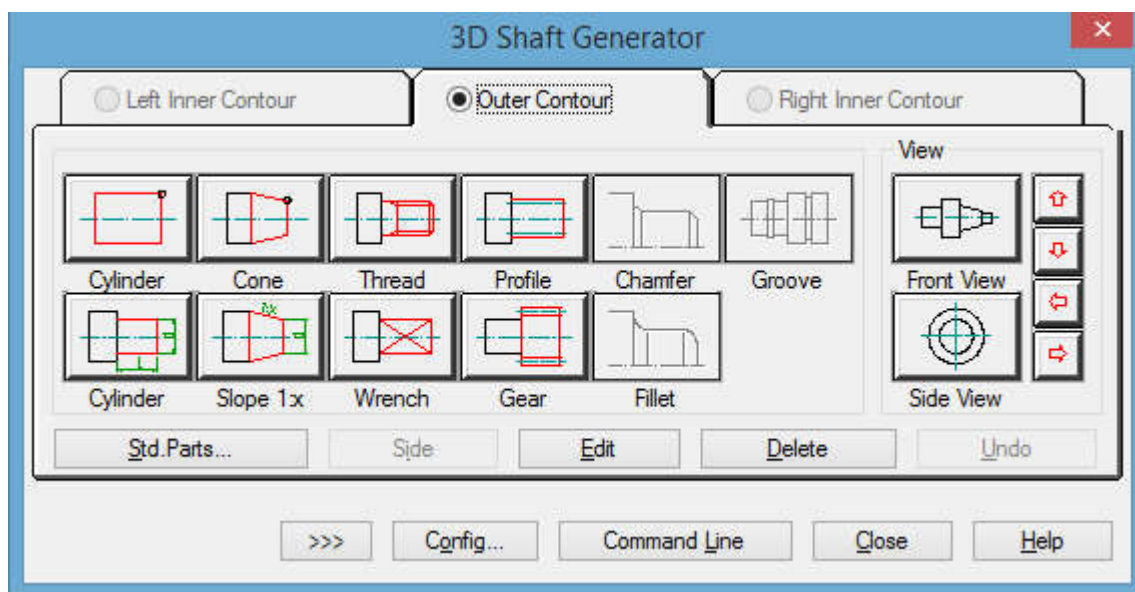 3D Shaft Generator
Left Inner Contour Outer Contour Right Inner Contour
View
Cylinder Cone Thread Profile Chamfer Groove Front View
Cylinder Slope 1:x Wrench Gear Fillet Side View
Std.Parts... Side Edit Delete Undo
>>> Config... Command Line Close Help